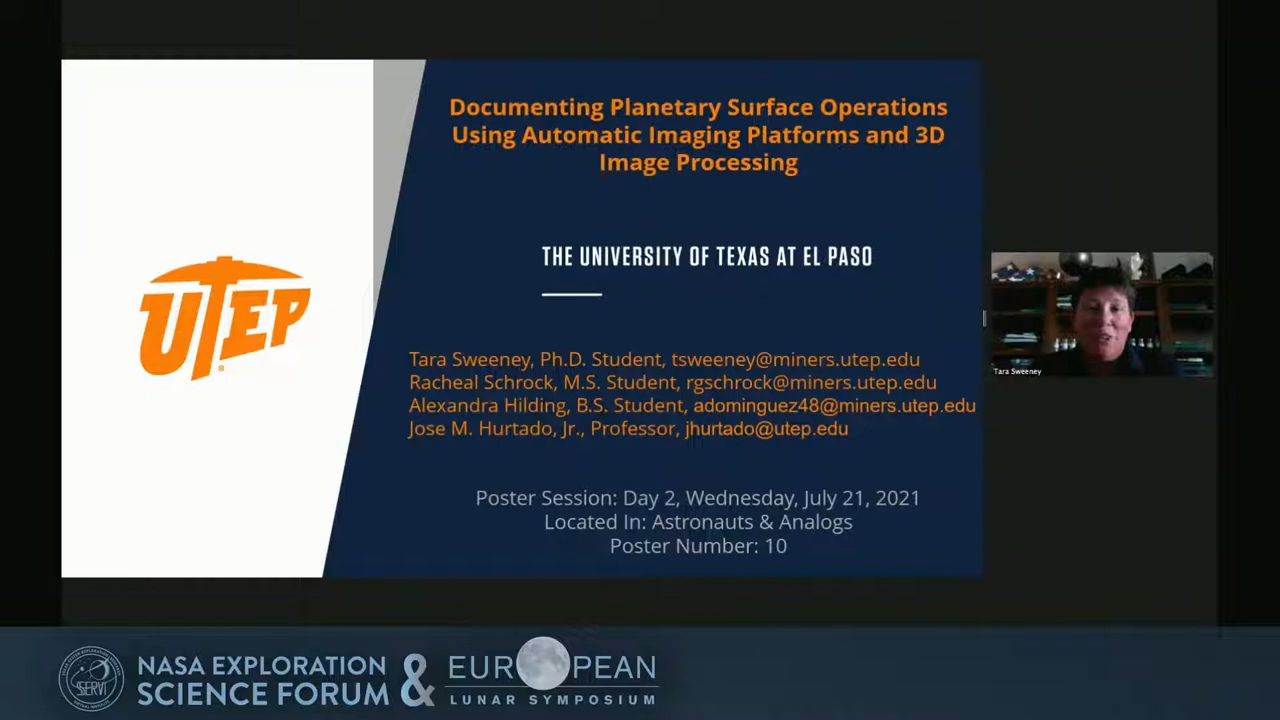 Documenting Planetary Surface Operations
Using Automatic Imaging Platforms and 3D
Image Processing
THE UNIVERSITY OF TEXAS AT EL PASO
UTEP
®
Tara Sweeney, Ph.D. Student, tsweeney@miners.utep.edu
Racheal Schrock, M.S. Student, rgschrock@miners.utep.edu
Alexandra Hilding, B.S. Student, adominguez48@miners.utep.edu
Jose M. Hurtado, Jr., Professor, jhurtado@utep.edu
Tara Sweeney
Poster Session: Day 2, Wednesday, July 21, 2021
Located In: Astronauts & Analogs
Poster Number: 10
SSERVI
NASA EXPLORATION
SCIENCE FORUM
&
EUROPEAN
LUNAR SYMPOSIUM